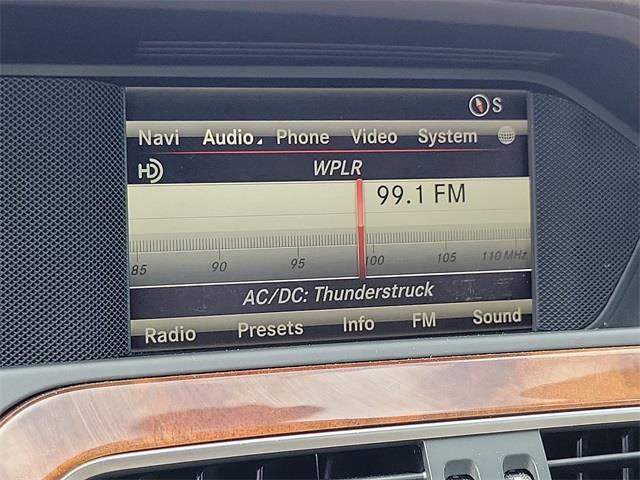 S
Navi Audio Phone Video System
HD WPLR
99.1 FM
85 90 95 100 105 110 MHz
AC/DC: Thunderstruck
Radio Presets Info FM Sound